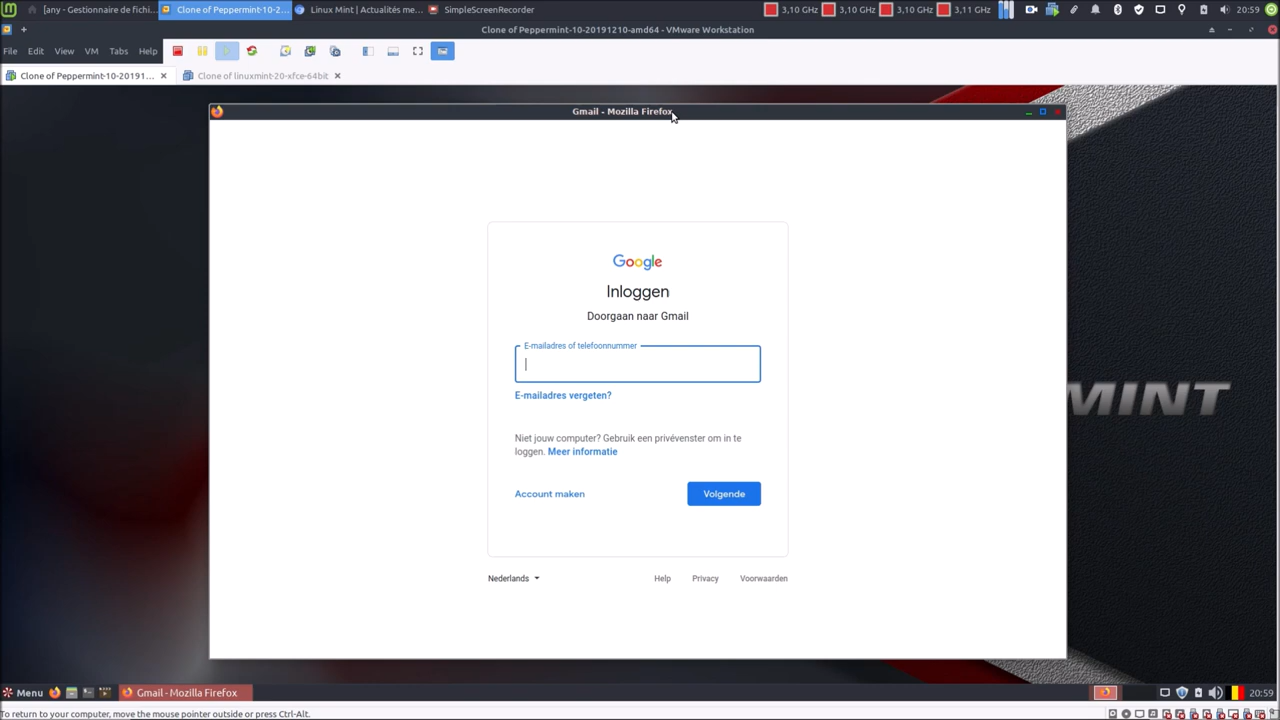 [any - Gestionnaire de fichi...
Clone of Peppermint-10-2...
Linux Mint | Actualités me...
SimpleScreenRecorder
3,10 GHz
3,10 GHz
3,10 GHz
3,11 GHz
20:59
Clone of Peppermint-10-20191210-amd64 - VMware Workstation
File Edit View VM Tabs Help
Clone of Peppermint-10-20191...
Clone of linuxmint-20-xfce-64bit
Gmail - Mozilla Firefox
Google
Inloggen
Doorgaan naar Gmail
E-mailadres of telefoonnummer
E-mailadres vergeten?
Niet jouw computer? Gebruik een privévenster om in te
loggen. Meer informatie
Account maken
Volgende
Nederlands
Help
Privacy
Voorwaarden
MINT
Menu
Gmail - Mozilla Firefox
20:59
To return to your computer, move the mouse pointer outside or press Ctrl-Alt.